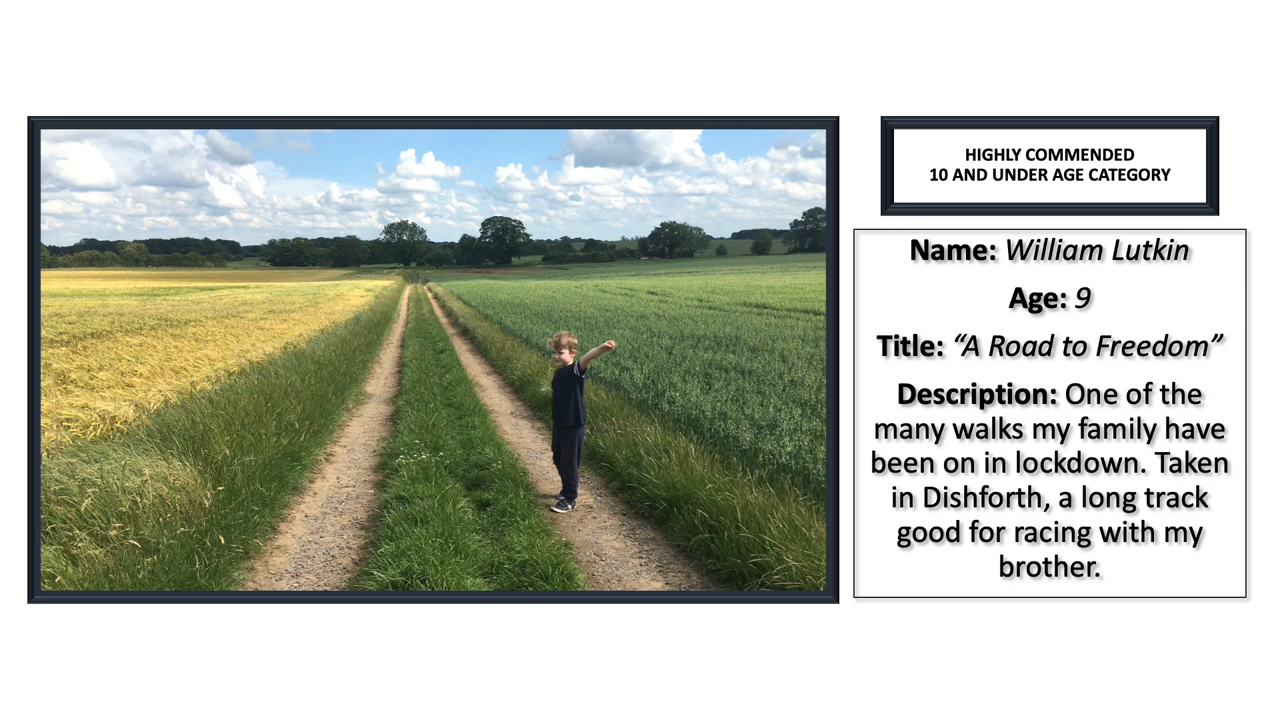 HIGHLY COMMENDED
10 AND UNDER AGE CATEGORY
Name: William Lutkin
Age: 9
Title: “A Road to Freedom”
Description: One of the
many walks my family have
been on in lockdown. Taken
in Dishforth, a long track
good for racing with my
brother.